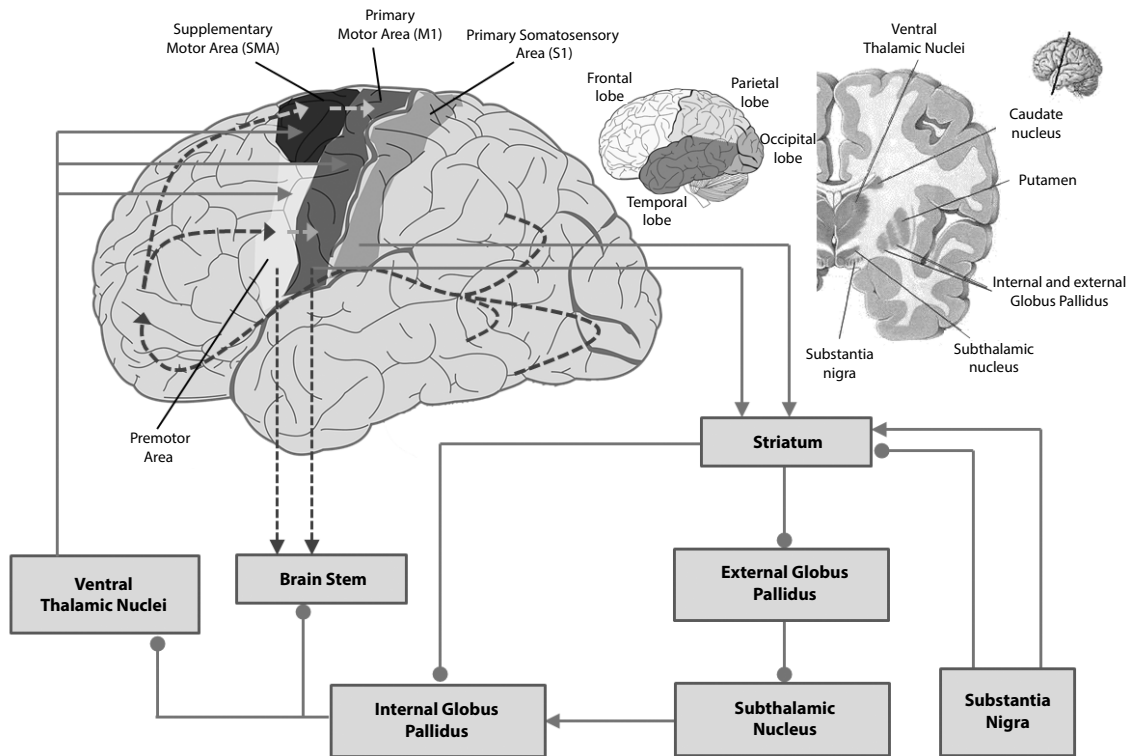 Supplementary
Motor Area (SMA)
Primary
Motor Area (M1)
Primary Somatosensory
Area (S1)
Frontal
lobe
Parietal
lobe
Occipital
lobe
Temporal
lobe
Ventral
Thalamic Nuclei
Caudate
nucleus
Putamen
Internal and external
Globus Pallidus
Subthalamic
nucleus
Substantia
nigra
Premotor
Area
Striatum
Ventral
Thalamic Nuclei
Brain Stem
External Globus
Pallidus
Internal Globus
Pallidus
Subthalamic
Nucleus
Substantia
Nigra